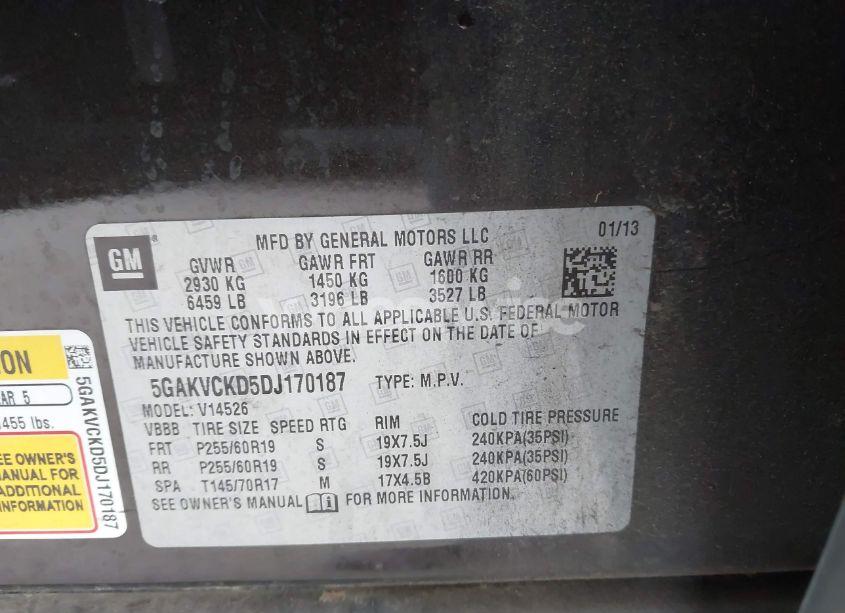 GM
MFD BY GENERAL MOTORS LLC
01/13
GVWR GAWR FRT GAWR RR
2930 KG 1450 KG 1600 KG
6459 LB 3196 LB 3527 LB
THIS VEHICLE CONFORMS TO ALL APPLICABLE U.S. FEDERAL MOTOR
VEHICLE SAFETY STANDARDS IN EFFECT ON THE DATE OF
MANUFACTURE SHOWN ABOVE.
5GAKVCKD5DJ170187 TYPE: M.P.V.
MODEL: V14526
VBBB TIRE SIZE SPEED RTG RIM COLD TIRE PRESSURE
FRT P255/60R19 S 19X7.5J 240KPA(35PSI)
RR P255/60R19 S 19X7.5J 240KPA(35PSI)
SPA T145/70R17 M 17X4.5B 420KPA(60PSI)
SEE OWNER'S MANUAL FOR MORE INFORMATION.
ION
AR 5
455 lbs.
EE OWNER'S
MANUAL FOR
ADDITIONAL
INFORMATION
5GAKVCKD5DJ170187